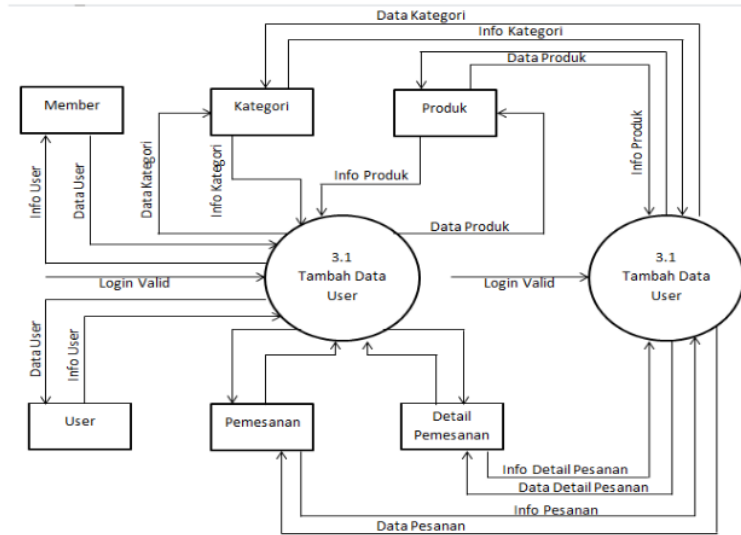 Data Kategori
Info Kategori
Data Produk
Member
Kategori
Produk
Info User
Data User
Data Kategori
Info Kategori
Info Produk
Info Produk
Data Produk
3.1
Tambah Data
User
3.1
Tambah Data
User
Login Valid
Login Valid
Data User
Info User
User
Pemesanan
Detail
Pemesanan
Info Detail Pesanan
Data Detail Pesanan
Info Pesanan
Data Pesanan